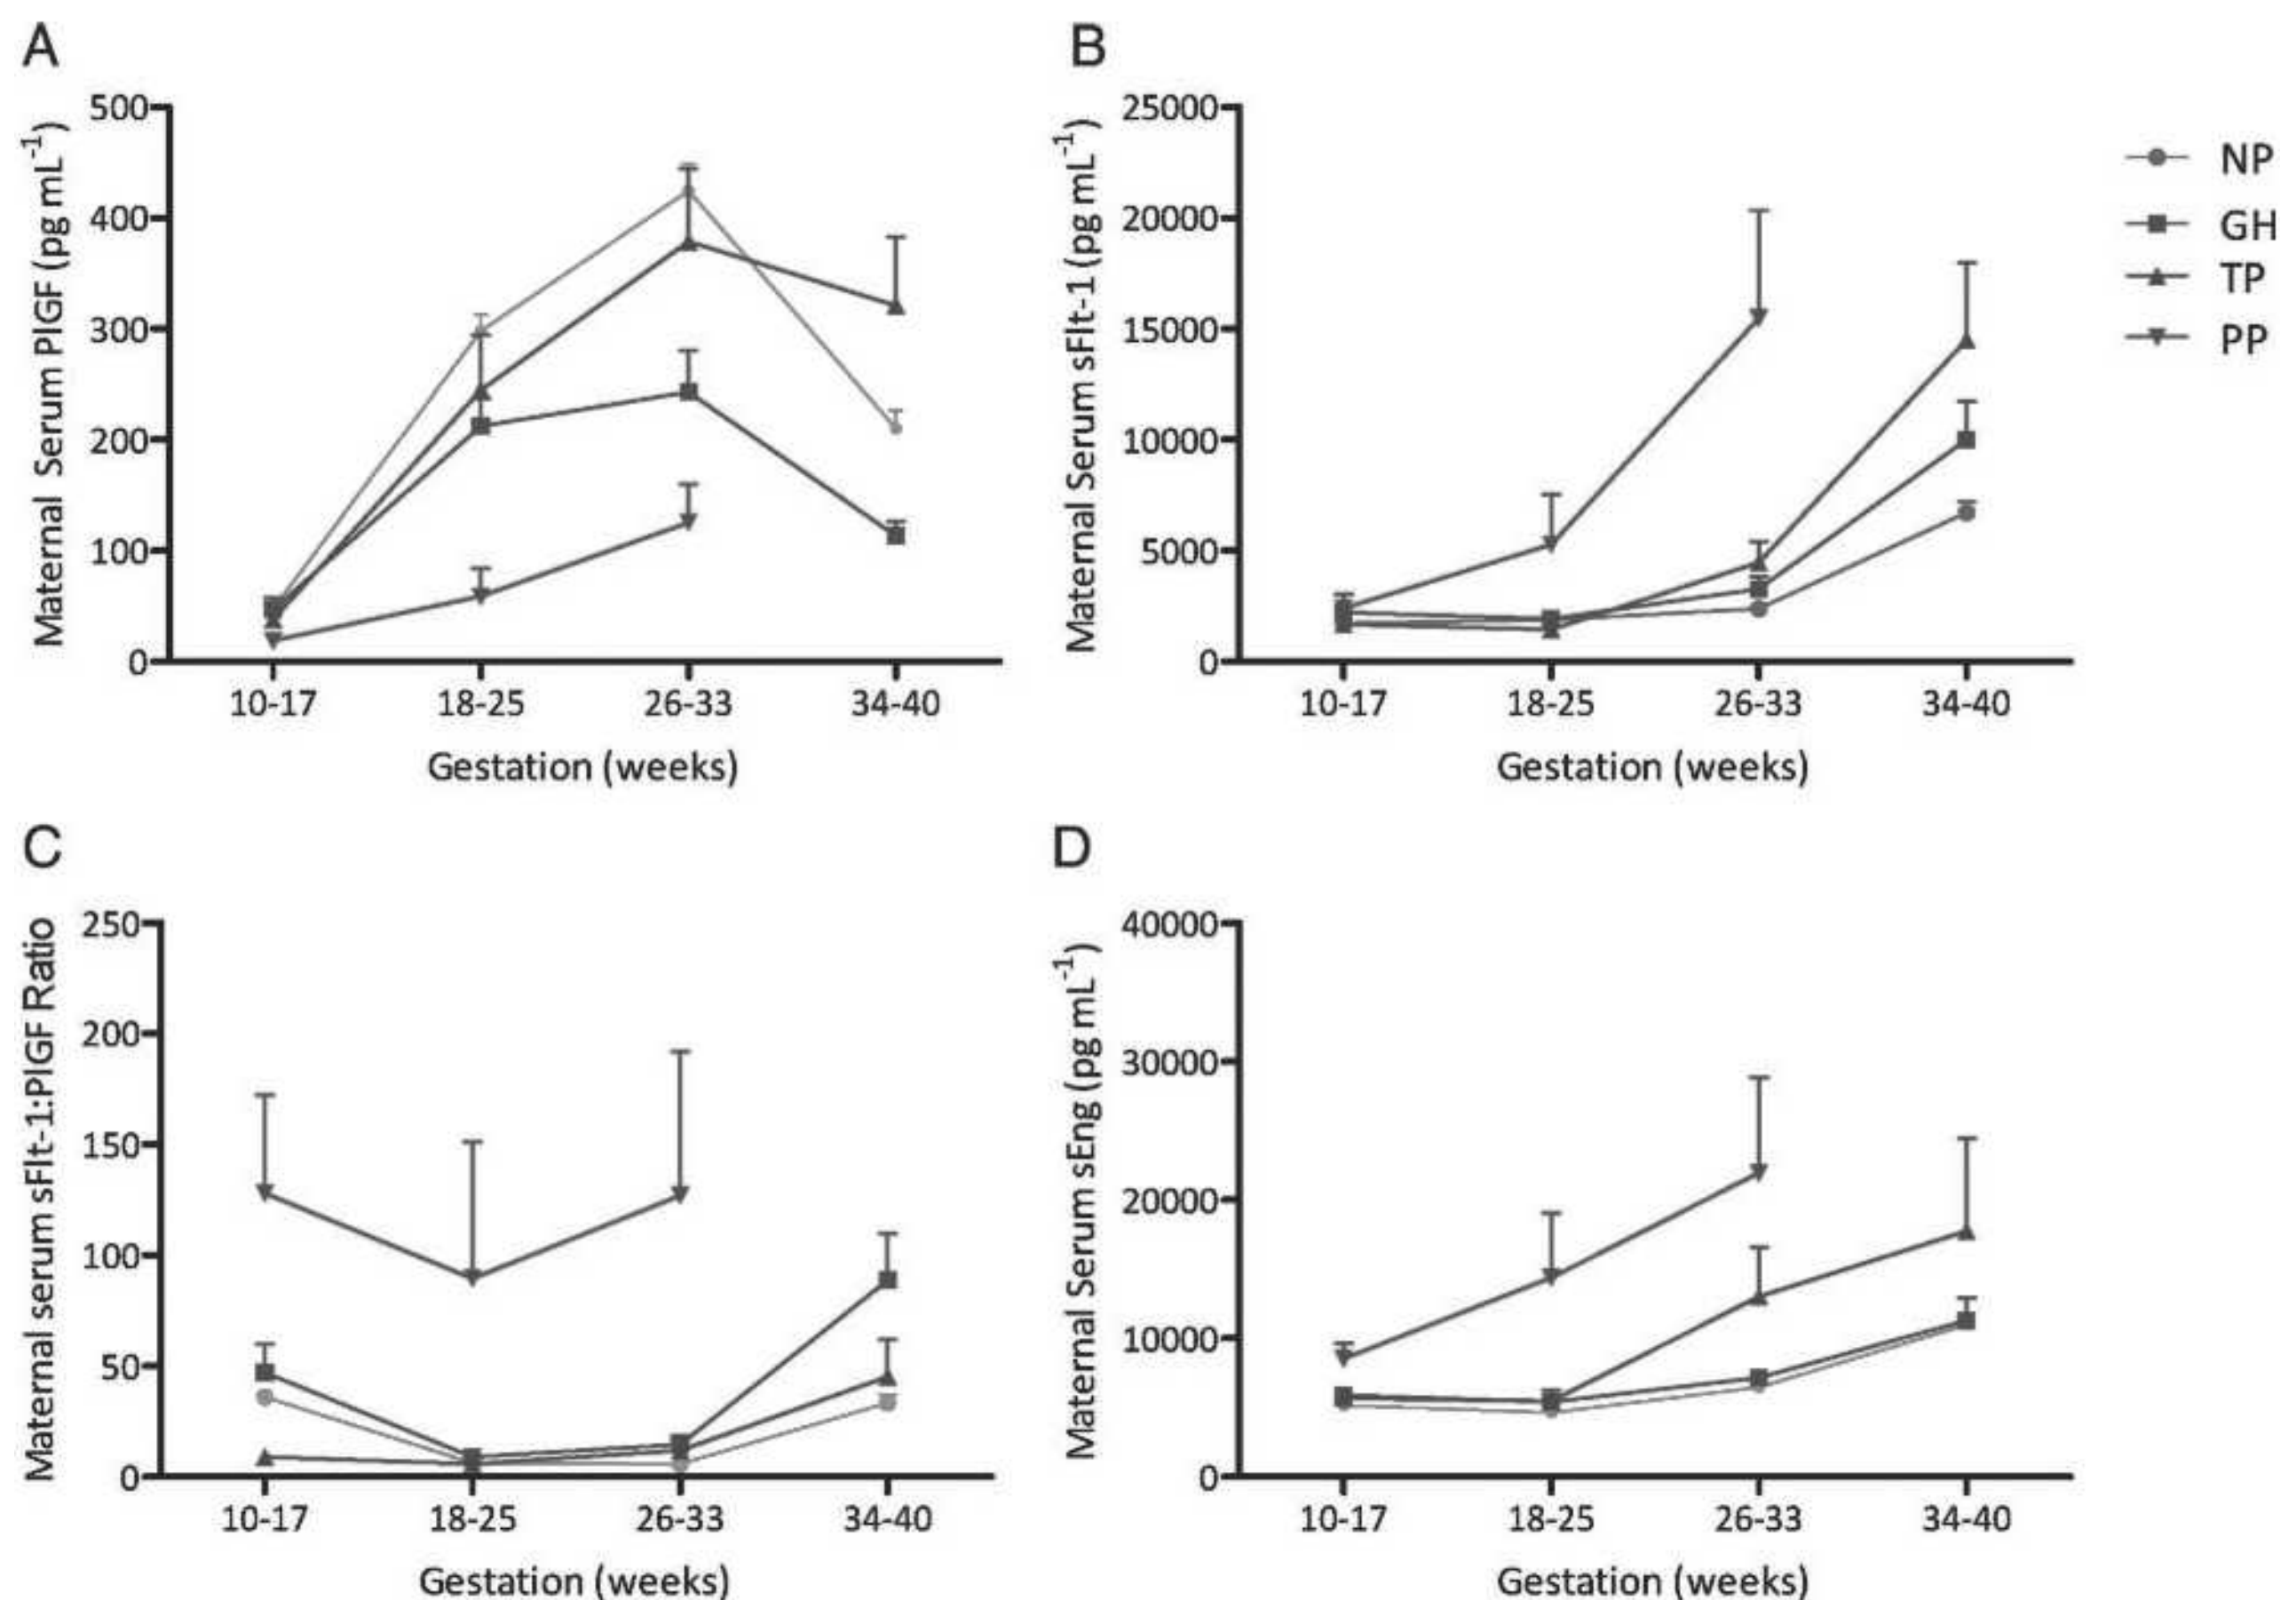 A
Maternal Serum PlGF (pg mL-1)
500
400
300
200
100
0
10-17 18-25 26-33 34-40
Gestation (weeks)
B
Maternal Serum sFlt-1 (pg mL-1)
25000
20000
15000
10000
5000
0
10-17 18-25 26-33 34-40
Gestation (weeks)
NP
GH
TP
PP
C
Maternal serum sFlt-1:PlGF Ratio
250
200
150
100
50
0
10-17 18-25 26-33 34-40
Gestation (weeks)
D
Maternal Serum sEng (pg mL-1)
40000
30000
20000
10000
0
10-17 18-25 26-33 34-40
Gestation (weeks)